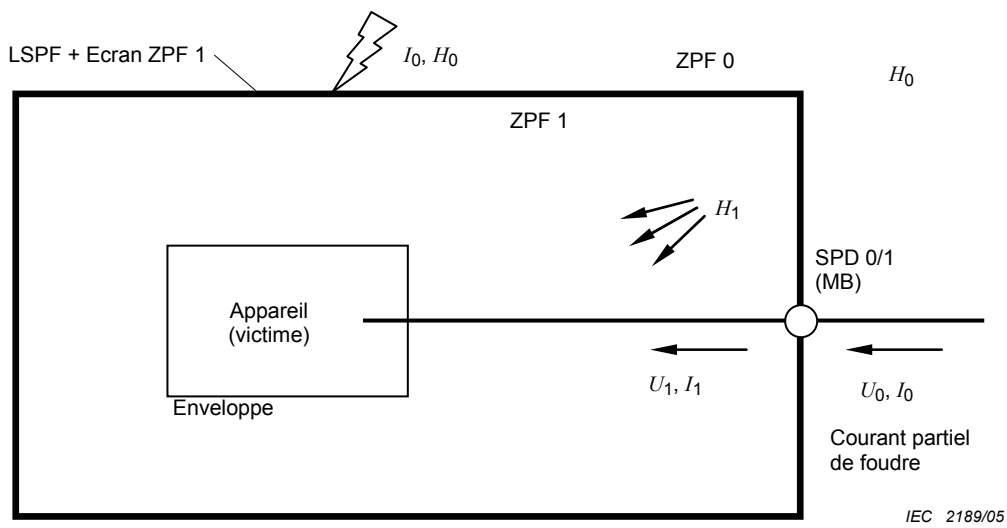 LSPF + Ecran ZPF 1
I0, H0
ZPF 0
H0
ZPF 1
H1
SPD 0/1
(MB)
Appareil
(victime)
U1, I1
U0, I0
Enveloppe
Courant partiel
de foudre
IEC 2189/05